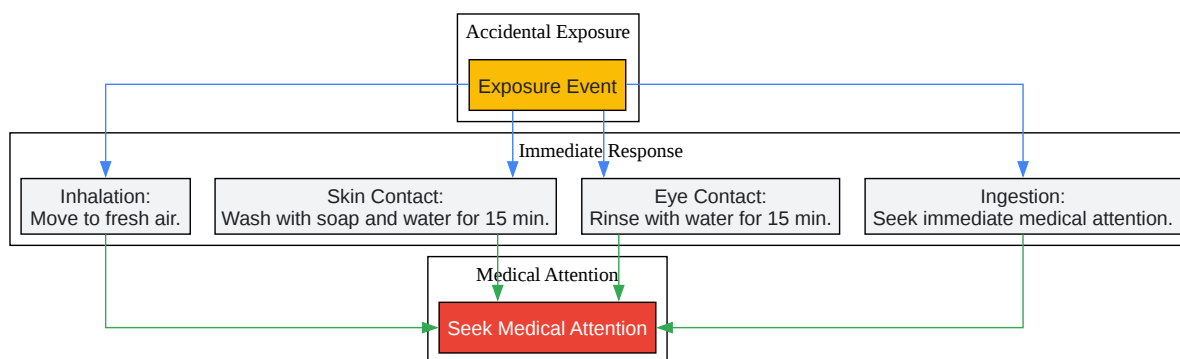 Accidental Exposure
Exposure Event
Immediate Response
Inhalation:
Move to fresh air.
Skin Contact:
Wash with soap and water for 15 min.
Eye Contact:
Rinse with water for 15 min.
Ingestion:
Seek immediate medical attention.
Medical Attention
Seek Medical Attention